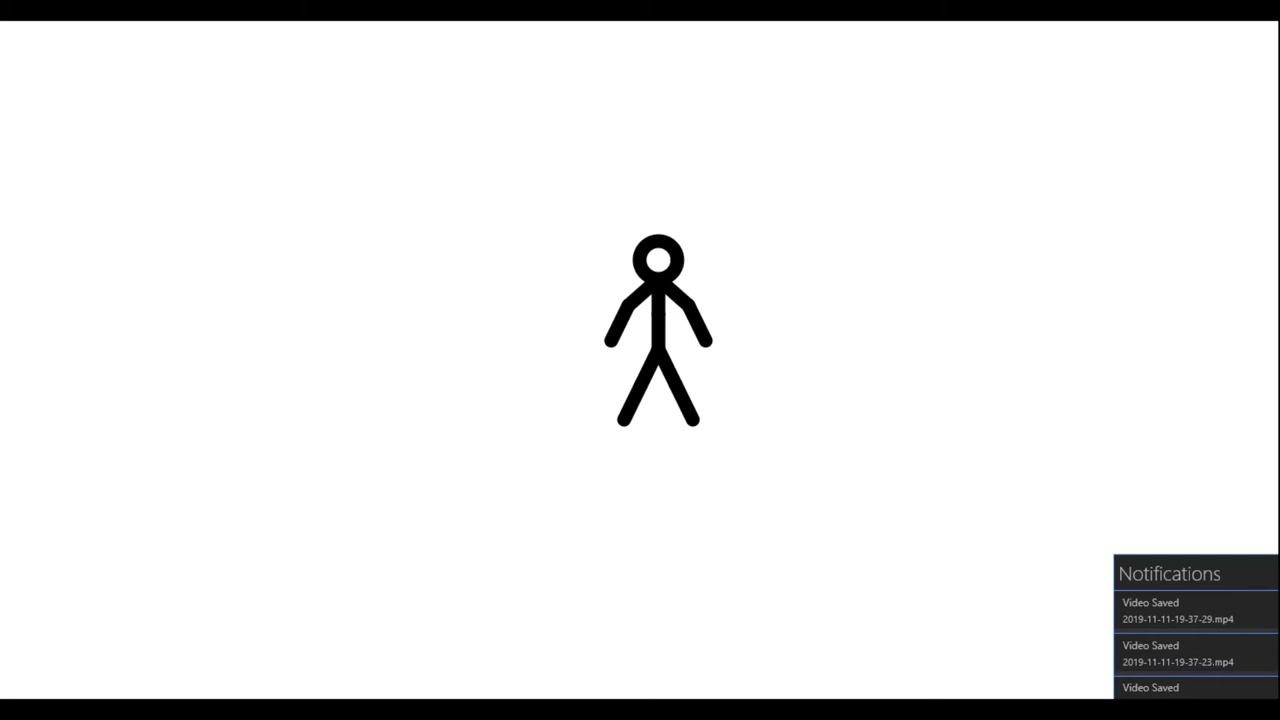 Notifications
Video Saved
2019-11-11-19-37-29.mp4
Video Saved
2019-11-11-19-37-23.mp4
Video Saved